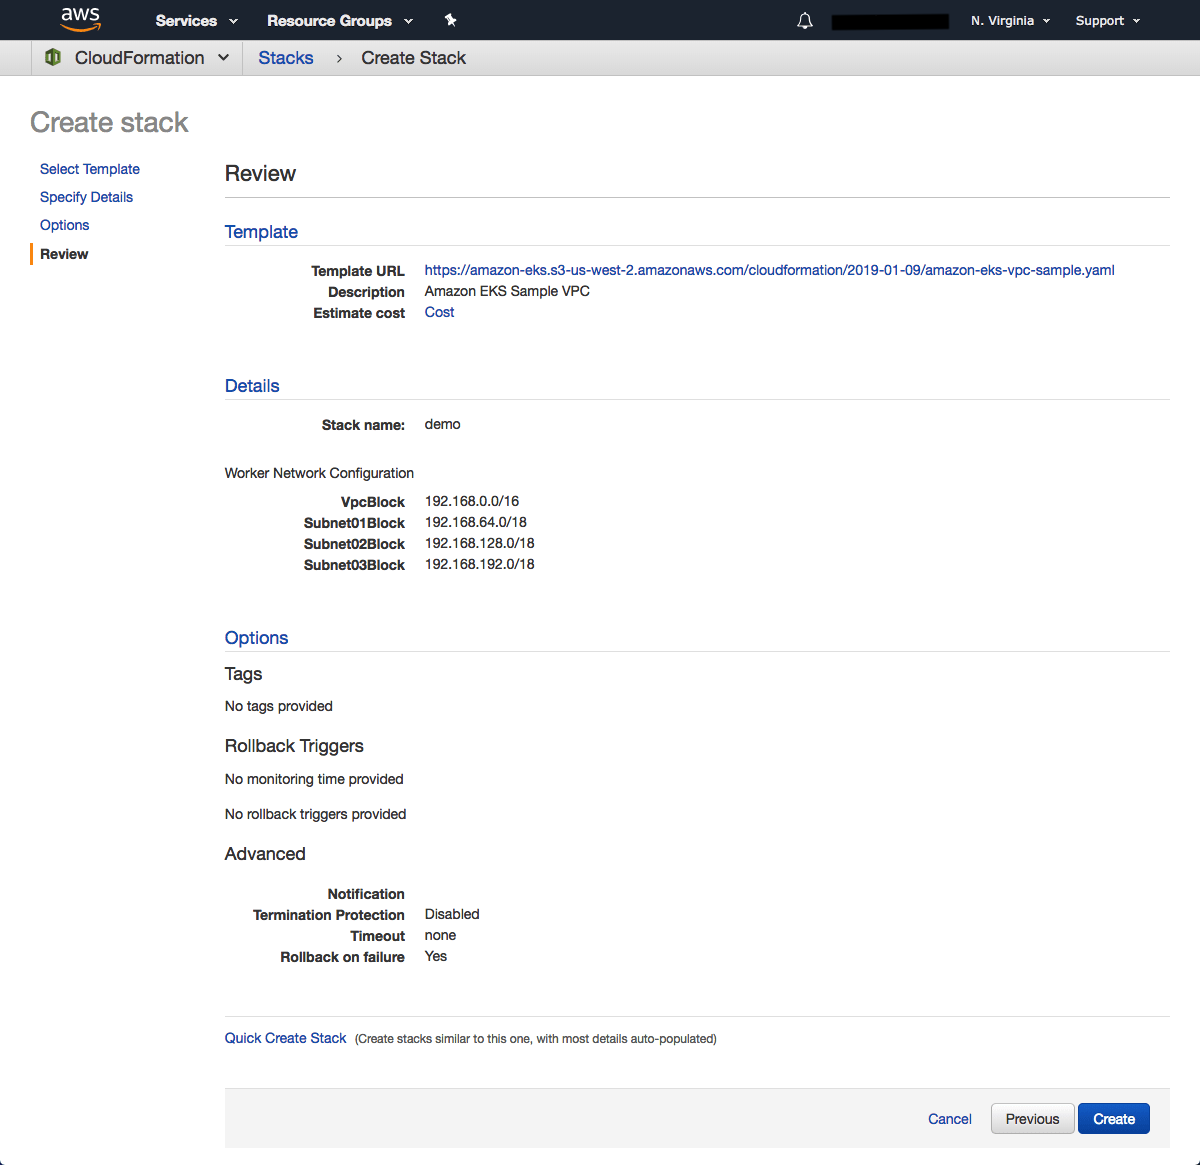 aws Services Resource Groups N. Virginia Support
CloudFormation Stacks > Create Stack
Create stack
Select Template
Specify Details
Options
Review
Review
Template
Template URL https://amazon-eks.s3-us-west-2.amazonaws.com/cloudformation/2019-01-09/amazon-eks-vpc-sample.yaml
Description Amazon EKS Sample VPC
Estimate cost Cost
Details
Stack name: demo
Worker Network Configuration
VpcBlock 192.168.0.0/16
Subnet01Block 192.168.64.0/18
Subnet02Block 192.168.128.0/18
Subnet03Block 192.168.192.0/18
Options
Tags
No tags provided
Rollback Triggers
No monitoring time provided
No rollback triggers provided
Advanced
Notification
Termination Protection Disabled
Timeout none
Rollback on failure Yes
Quick Create Stack (Create stacks similar to this one, with most details auto-populated)
Cancel Previous Create